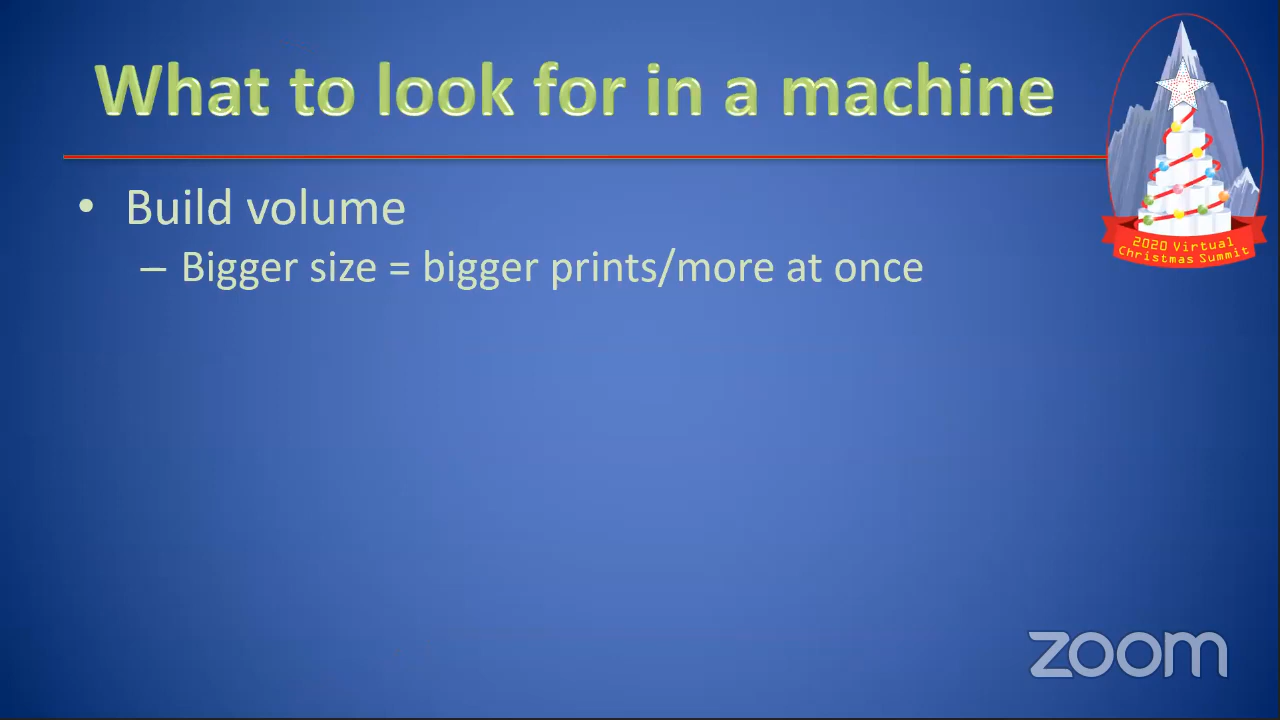 What to look for in a machine
• Build volume
– Bigger size = bigger prints/more at once
2020 Virtual
Christmas Summit
zoom